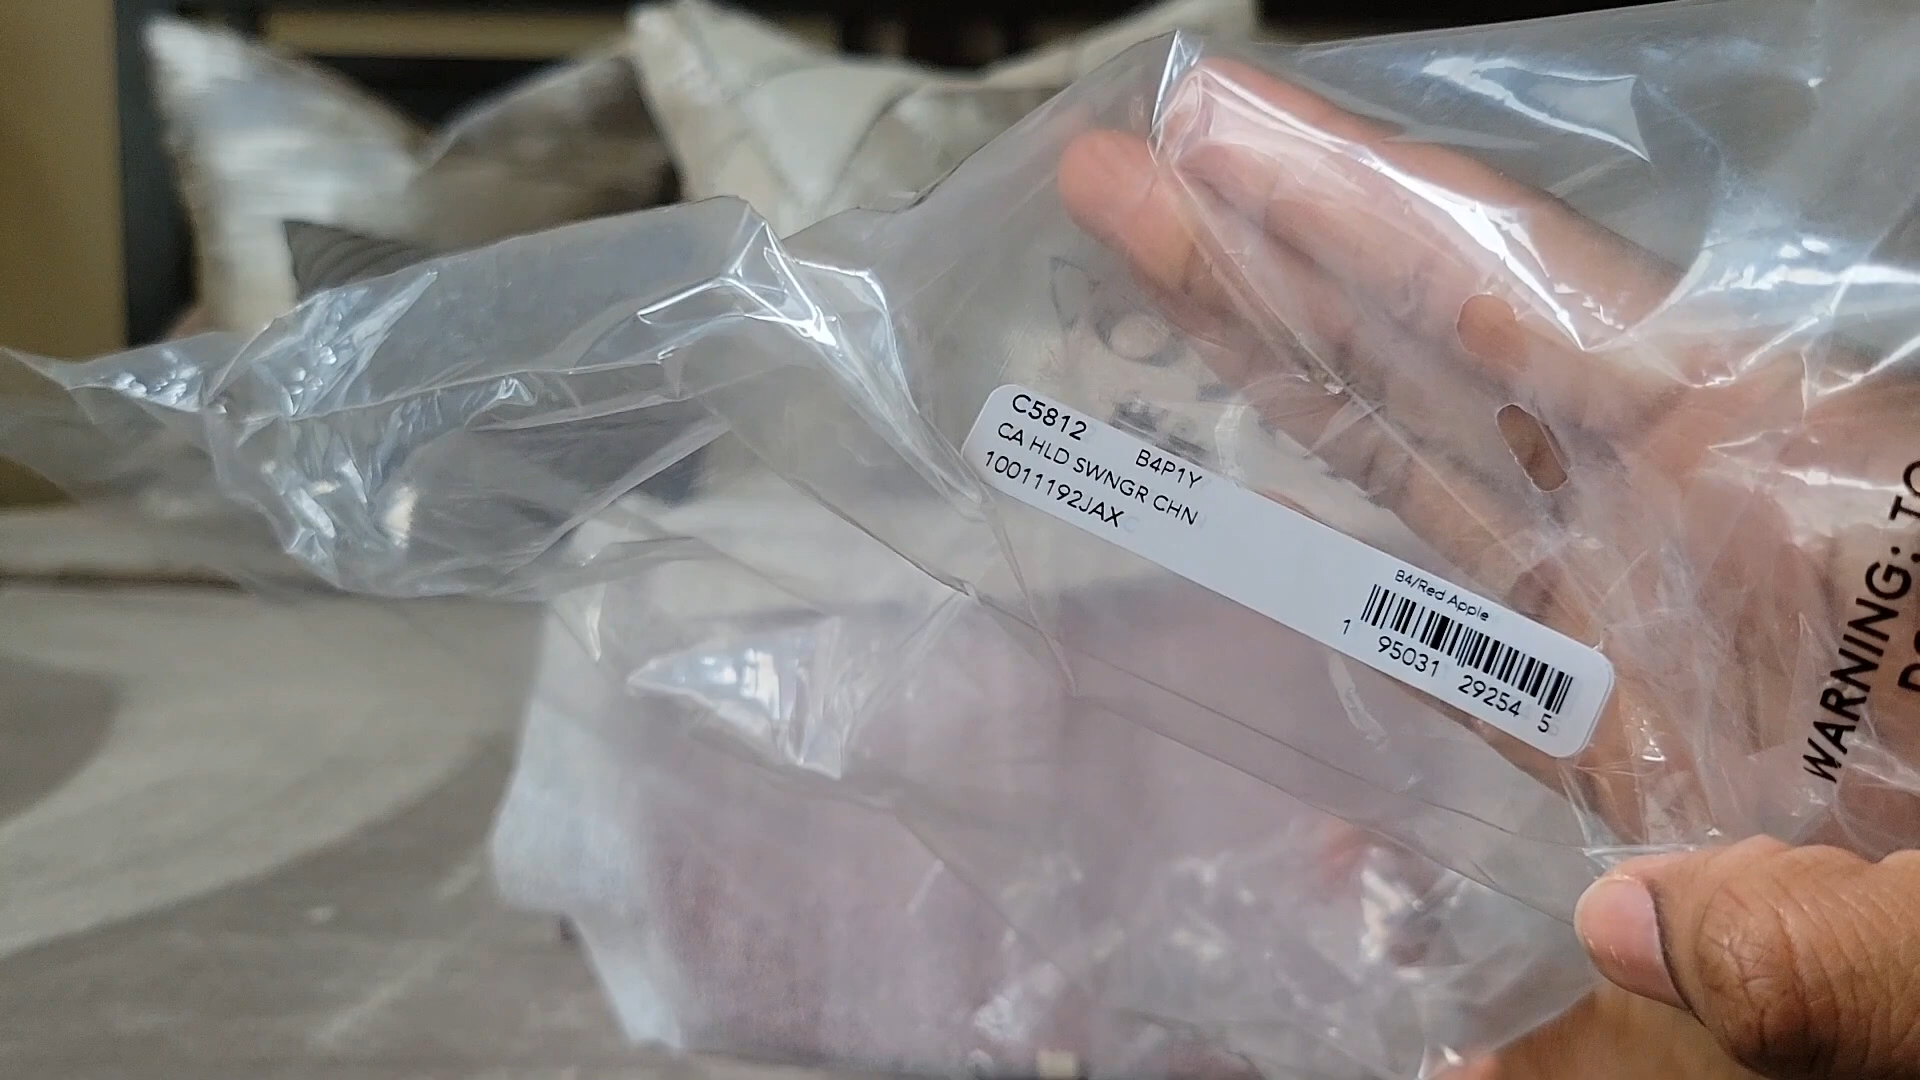 C5812 B4P1Y
CA HLD SWNGR CHN
10011192JAX
B4/Red Apple
1 95031 29254 5
WARNING: TO